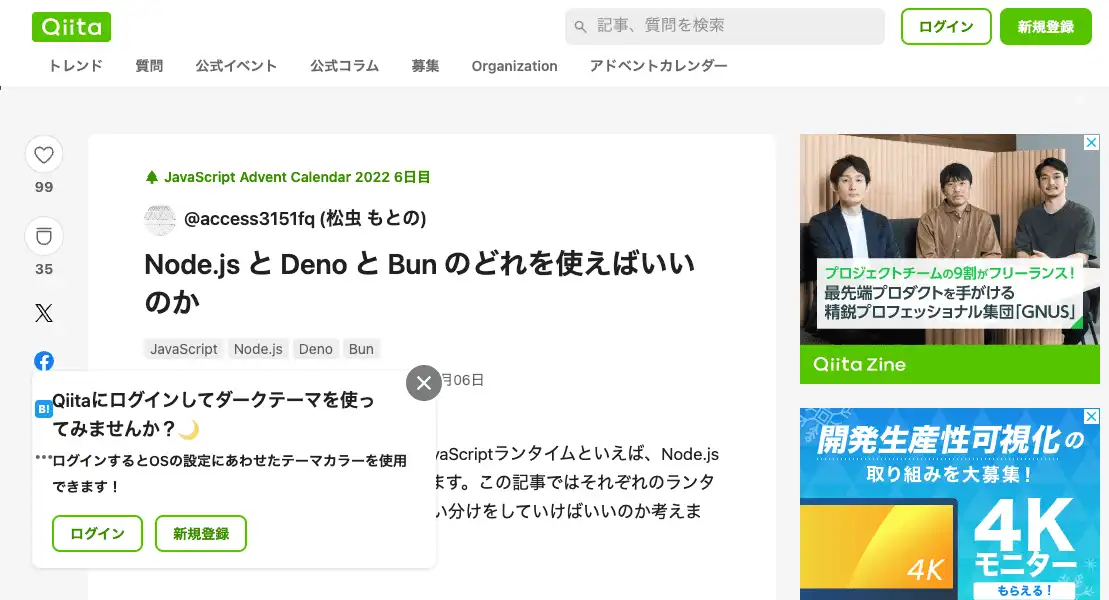 Qiita
記事、質問を検索
ログイン
新規登録
トレンド
質問
公式イベント
公式コラム
募集
Organization
アドベントカレンダー
99
35
JavaScript Advent Calendar 2022 6日目
@access3151fq (松虫 もとの)
Node.js と Deno と Bun のどれを使えばいい
のか
JavaScript
Node.js
Deno
Bun
月06日
vaScriptランタイムといえば、Node.js
ます。この記事ではそれぞれのランタ
い分けをしていけばいいのか考えま
B!
Qiitaにログインしてダークテーマを使っ
てみませんか？🌙
ログインするとOSの設定にあわせたテーマカラーを使用
できます！
ログイン
新規登録
プロジェクトチームの9割がフリーランス！
最先端プロダクトを手がける
精鋭プロフェッショナル集団「GNUS」
Qiita Zine
開発生産性可視化の
取り組みを大募集！
4K
4K
モニター
もらえる！